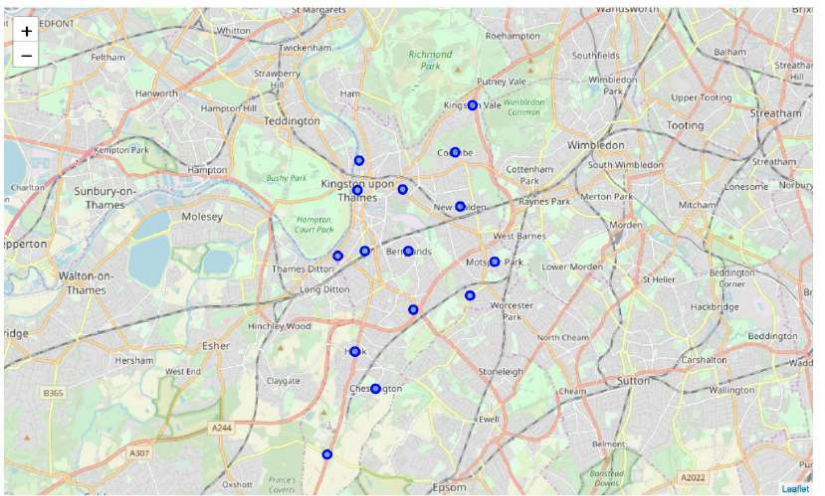 St Margarets
Wandsworth
EDFONT
Whitton
Roehampton
Twickenham
Richmond
Park
Southfields
Balham
Streatham
Hill
+
−
Feltham
Strawberry
Hill
Putney Vale
Wimbledon
Park
Hanworth
Ham
Hampton Hill
Kingston Vale
Wimbledon
Common
Upper Tooting
Teddington
Tooting
Streatham
Kempton Park
Wimbledon
Hampton
Bushy Park
Cottenham
Park
South Wimbledon
Streatham
Charlton
Sunbury-on-
Thames
Kingston upon
Thames
Raynes Park
Merton Park
Lonesome
Norbury
Molesey
Hampton
Court Park
New Malden
Mitcham
Morden
West Barnes
epperton
Thames Ditton
Motspur Park
Lower Morden
Walton-on-
Thames
Long Ditton
St Helier
Beddington
Corner
Worcester
Park
Hackbridge
Hinchley Wood
ridge
Esher
North Cheam
Beddington
Hersham
West End
Carshalton
Wadd
Claygate
Stoneleigh
Sutton
Wallington
B365
Chessington
Cheam
A244
Ewell
A307
Belmont
Oxshott
Prince's
Coverts
Epsom
Banstead
Downs
A2022
Leaflet